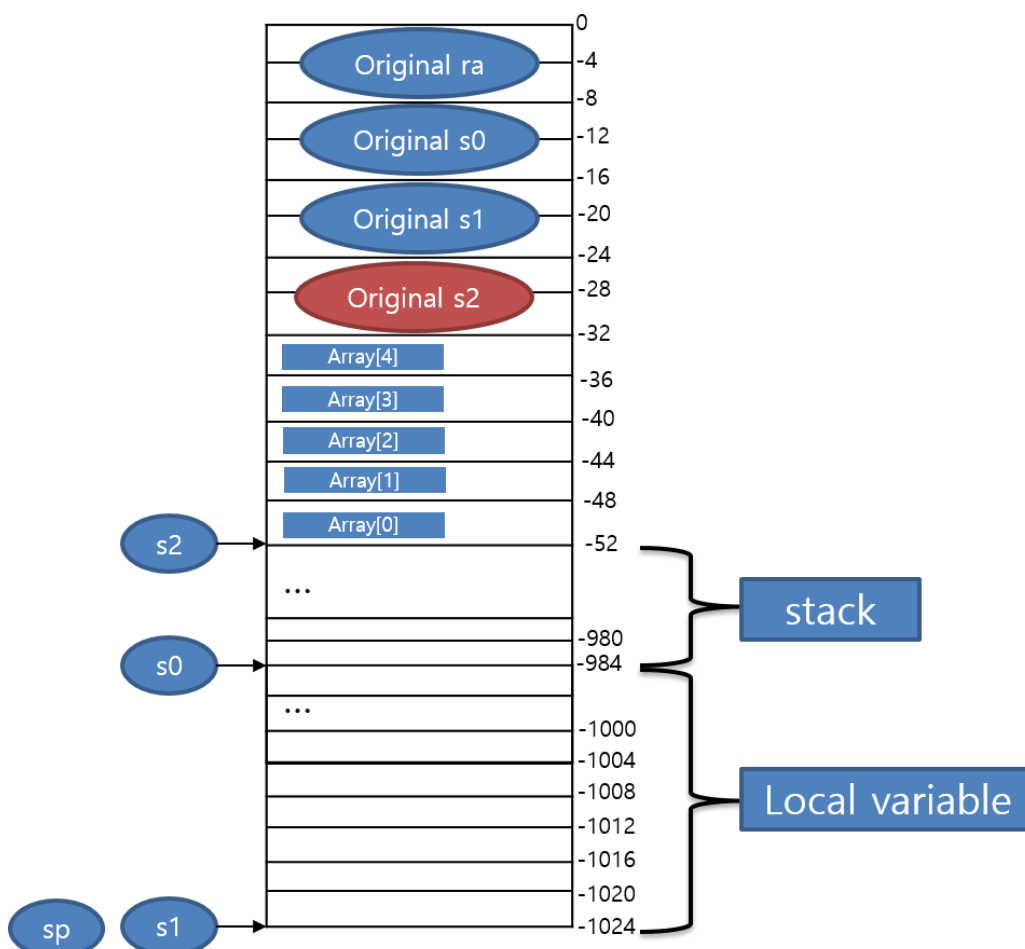 0
Original ra
-4
-8
Original s0
-12
-16
Original s1
-20
-24
Original s2
-28
-32
Array[4]
-36
Array[3]
-40
Array[2]
-44
Array[1]
-48
Array[0]
s2
-52
...
stack
-980
s0
-984
...
-1000
-1004
-1008
Local variable
-1012
-1016
-1020
sp
s1
-1024